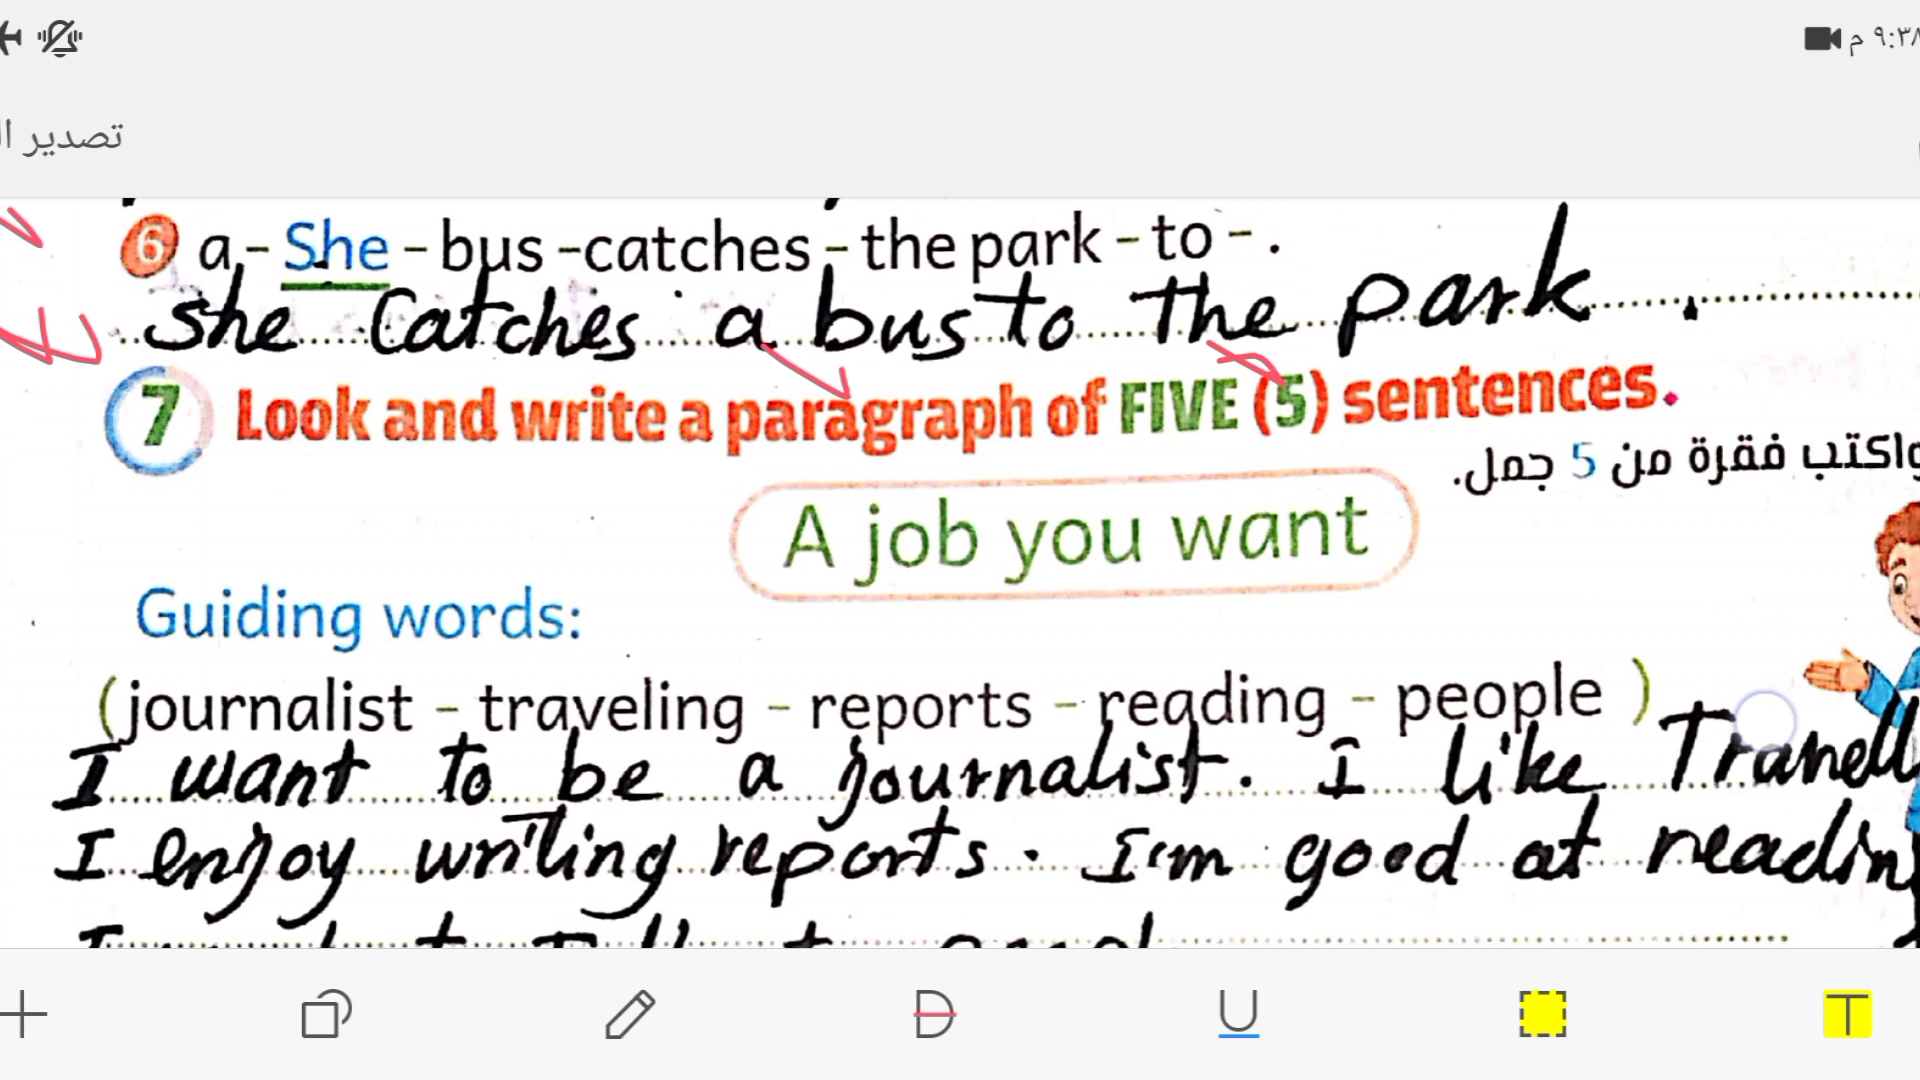 ٩:٣٨ م
تصدير ال
6 a - She - bus - catches - the park - to - .
She Catches a bus to the park .
7 Look and write a paragraph of FIVE (5) sentences.
واكتب فقرة من 5 جمل.
A job you want
Guiding words:
(journalist - traveling - reports - reading - people )
I want to be a journalist. I like
I enjoy writing reports. I'm good at readin
D U T